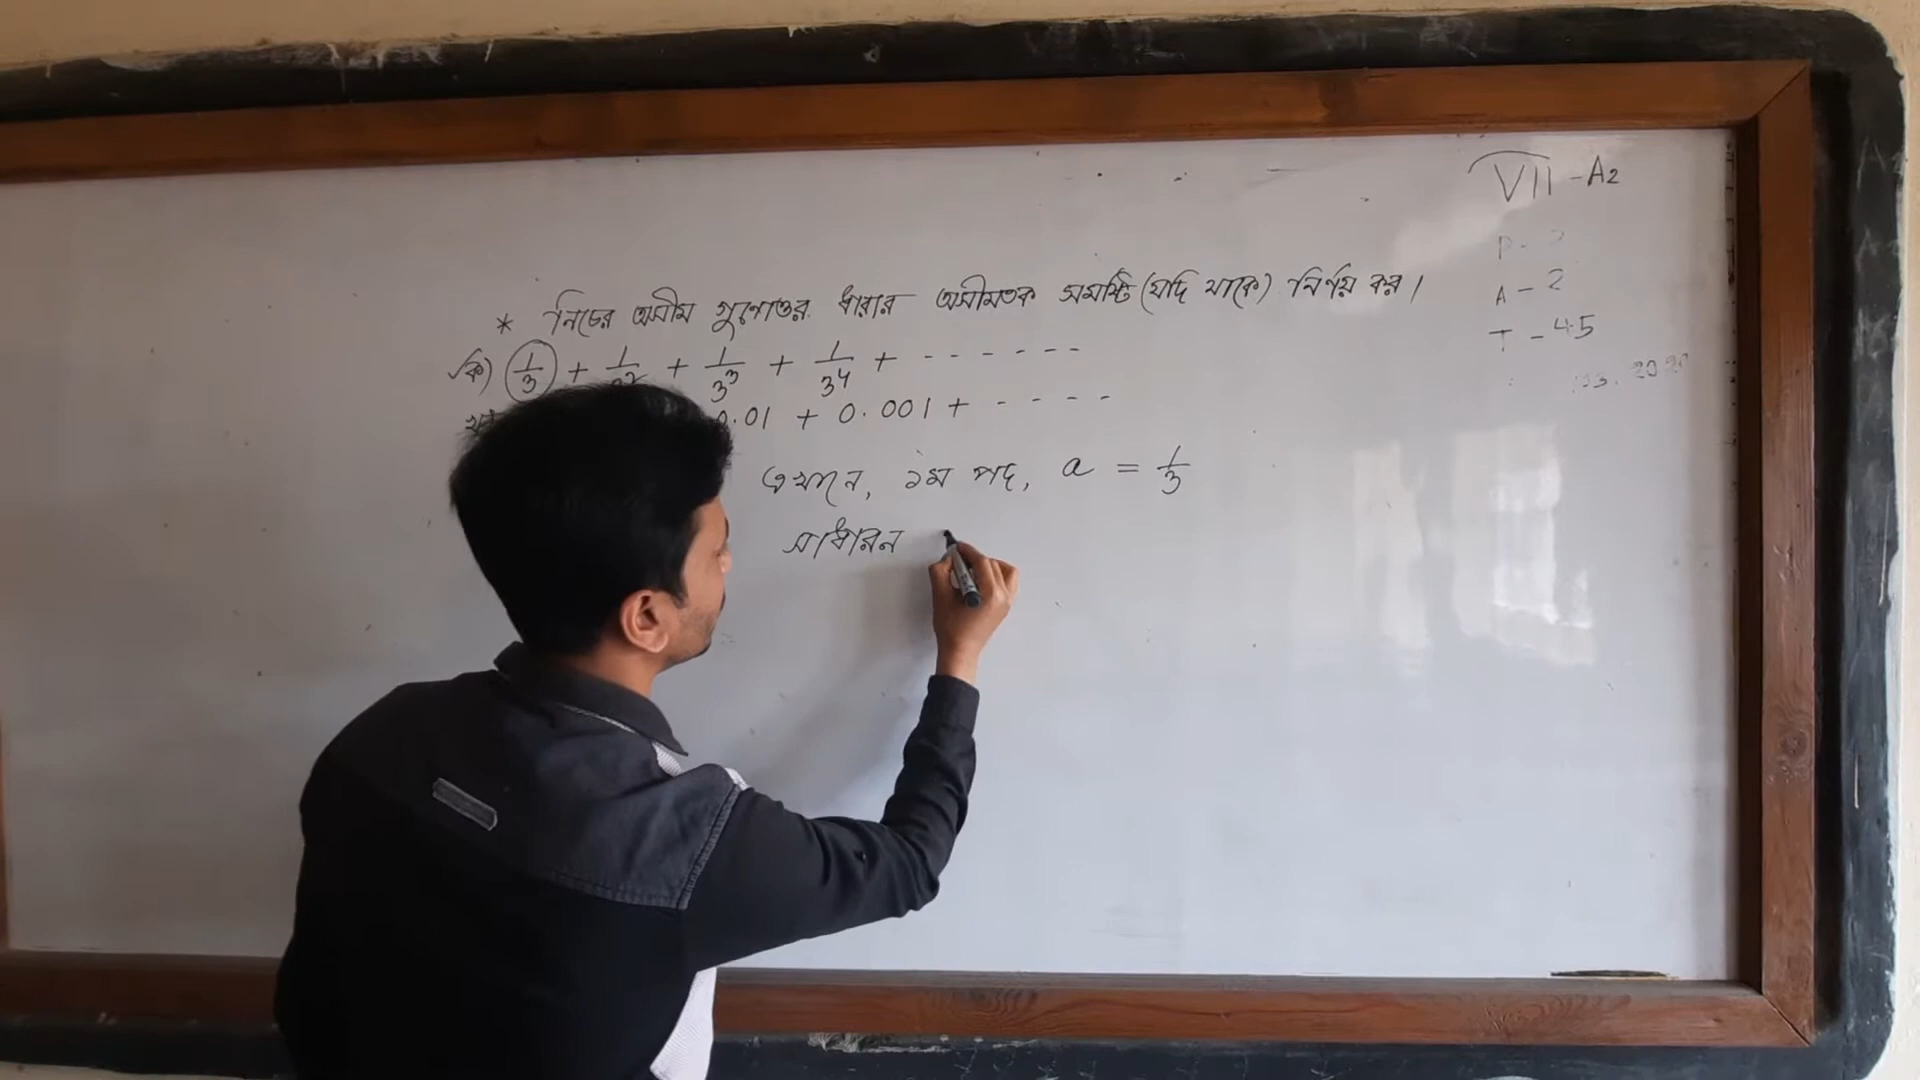 VII - A2
A - 2
T - 45
* নিচের অসীম গুণোত্তর ধারার অসীমতক সমষ্টি (যদি থাকে) নির্ণয় কর।
ক) 1/3 + 1/3² + 1/3³ + 1/3⁴ + - - - - - -
0.01 + 0.001 + - - - -
এখানে, ১ম পদ, a = 1/3
সাধারন